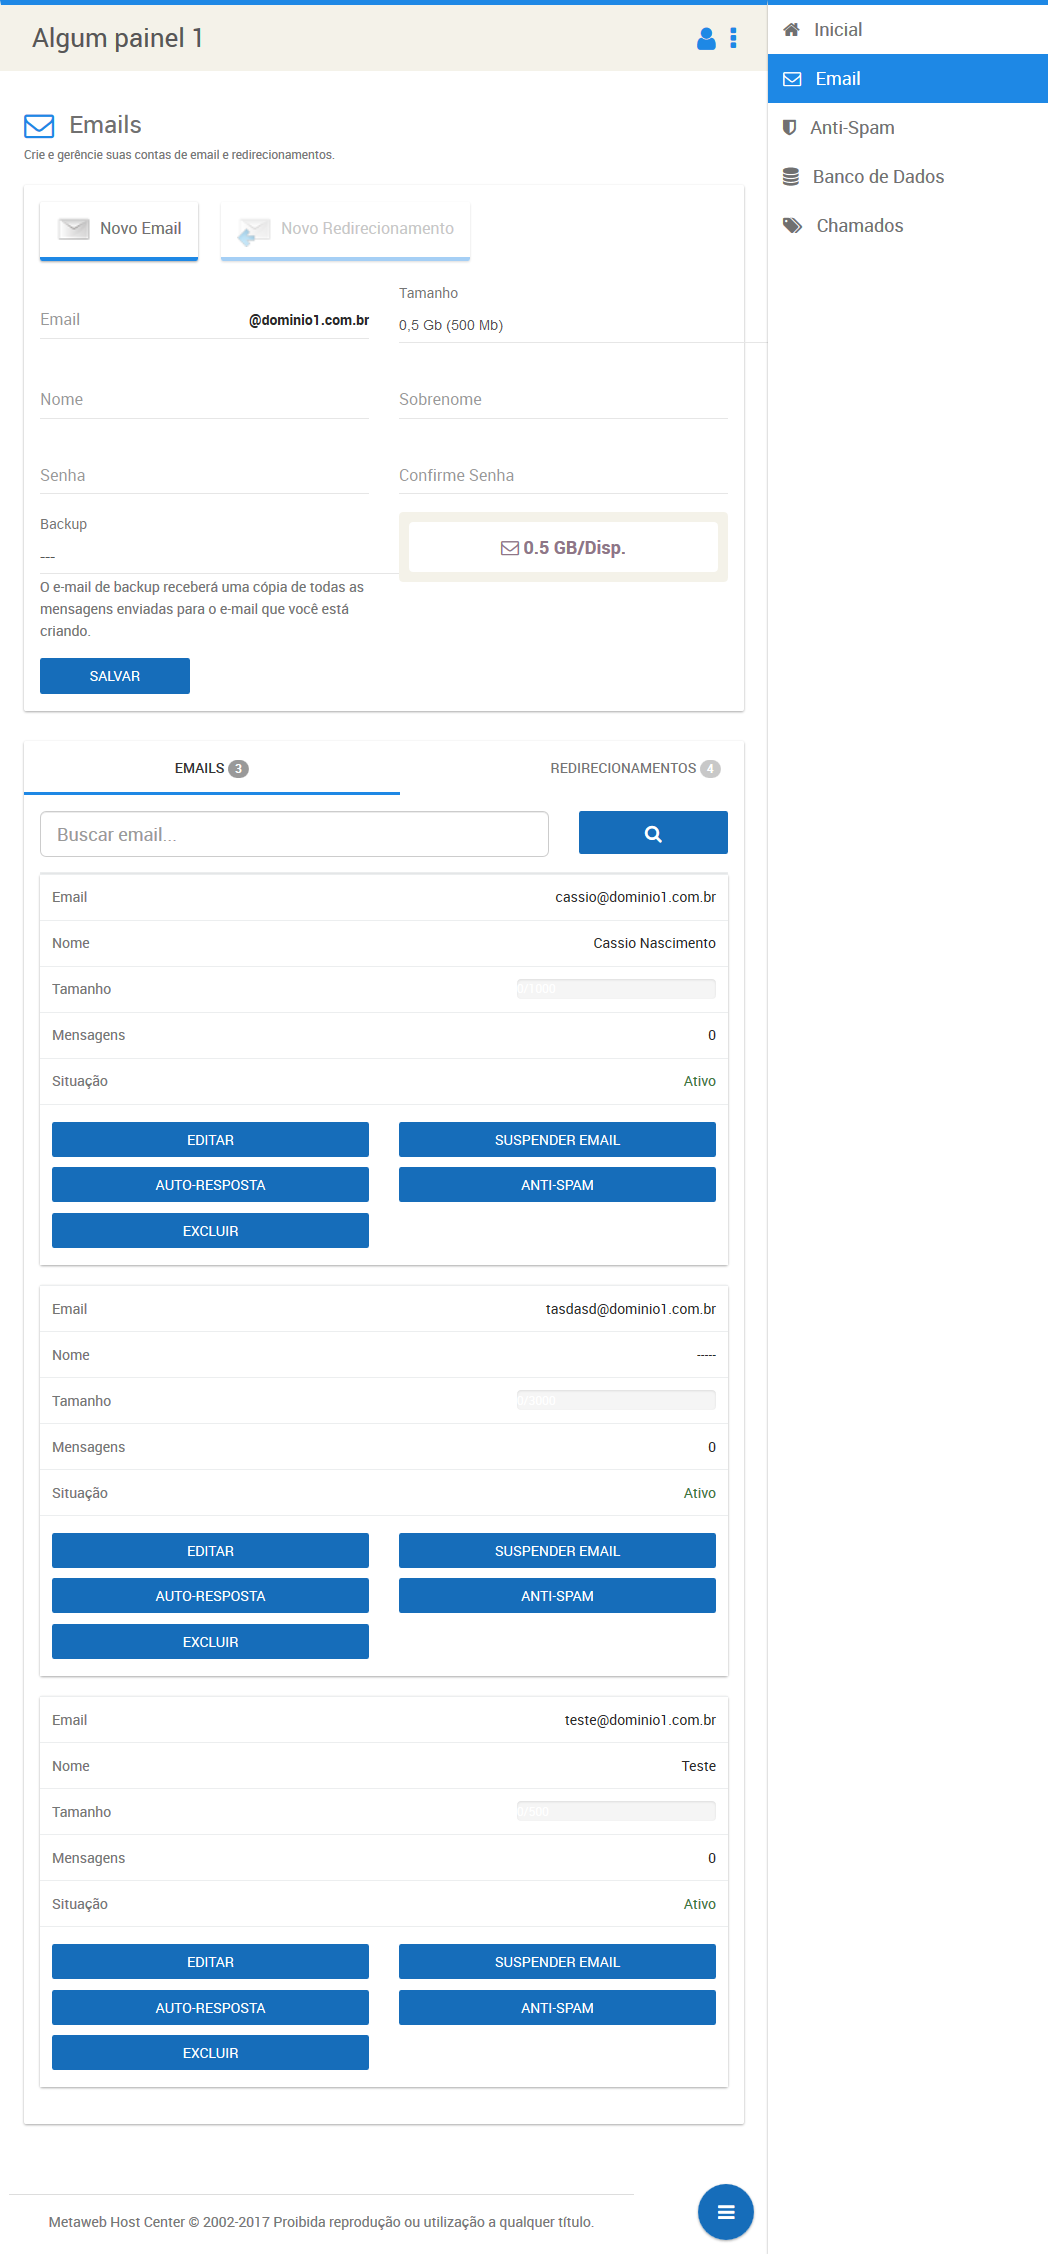 Algum painel 1
Inicial
Email
Anti-Spam
Banco de Dados
Chamados
Emails
Crie e gerêncie suas contas de email e redirecionamentos.
Novo Email
Novo Redirecionamento
Email @dominio1.com.br
Tamanho
0,5 Gb (500 Mb)
Nome
Sobrenome
Senha
Confirme Senha
Backup
---
O e-mail de backup receberá uma cópia de todas as
mensagens enviadas para o e-mail que você está
criando.
0.5 GB/Disp.
SALVAR
EMAILS 3
REDIRECIONAMENTOS 4
Buscar email...
Email cassio@dominio1.com.br
Nome Cassio Nascimento
Tamanho 0/1000
Mensagens 0
Situação Ativo
EDITAR
SUSPENDER EMAIL
AUTO-RESPOSTA
ANTI-SPAM
EXCLUIR
Email tasdasd@dominio1.com.br
Nome -----
Tamanho 0/3000
Mensagens 0
Situação Ativo
EDITAR
SUSPENDER EMAIL
AUTO-RESPOSTA
ANTI-SPAM
EXCLUIR
Email teste@dominio1.com.br
Nome Teste
Tamanho 0/500
Mensagens 0
Situação Ativo
EDITAR
SUSPENDER EMAIL
AUTO-RESPOSTA
ANTI-SPAM
EXCLUIR
Metaweb Host Center © 2002-2017 Proibida reprodução ou utilização a qualquer título.